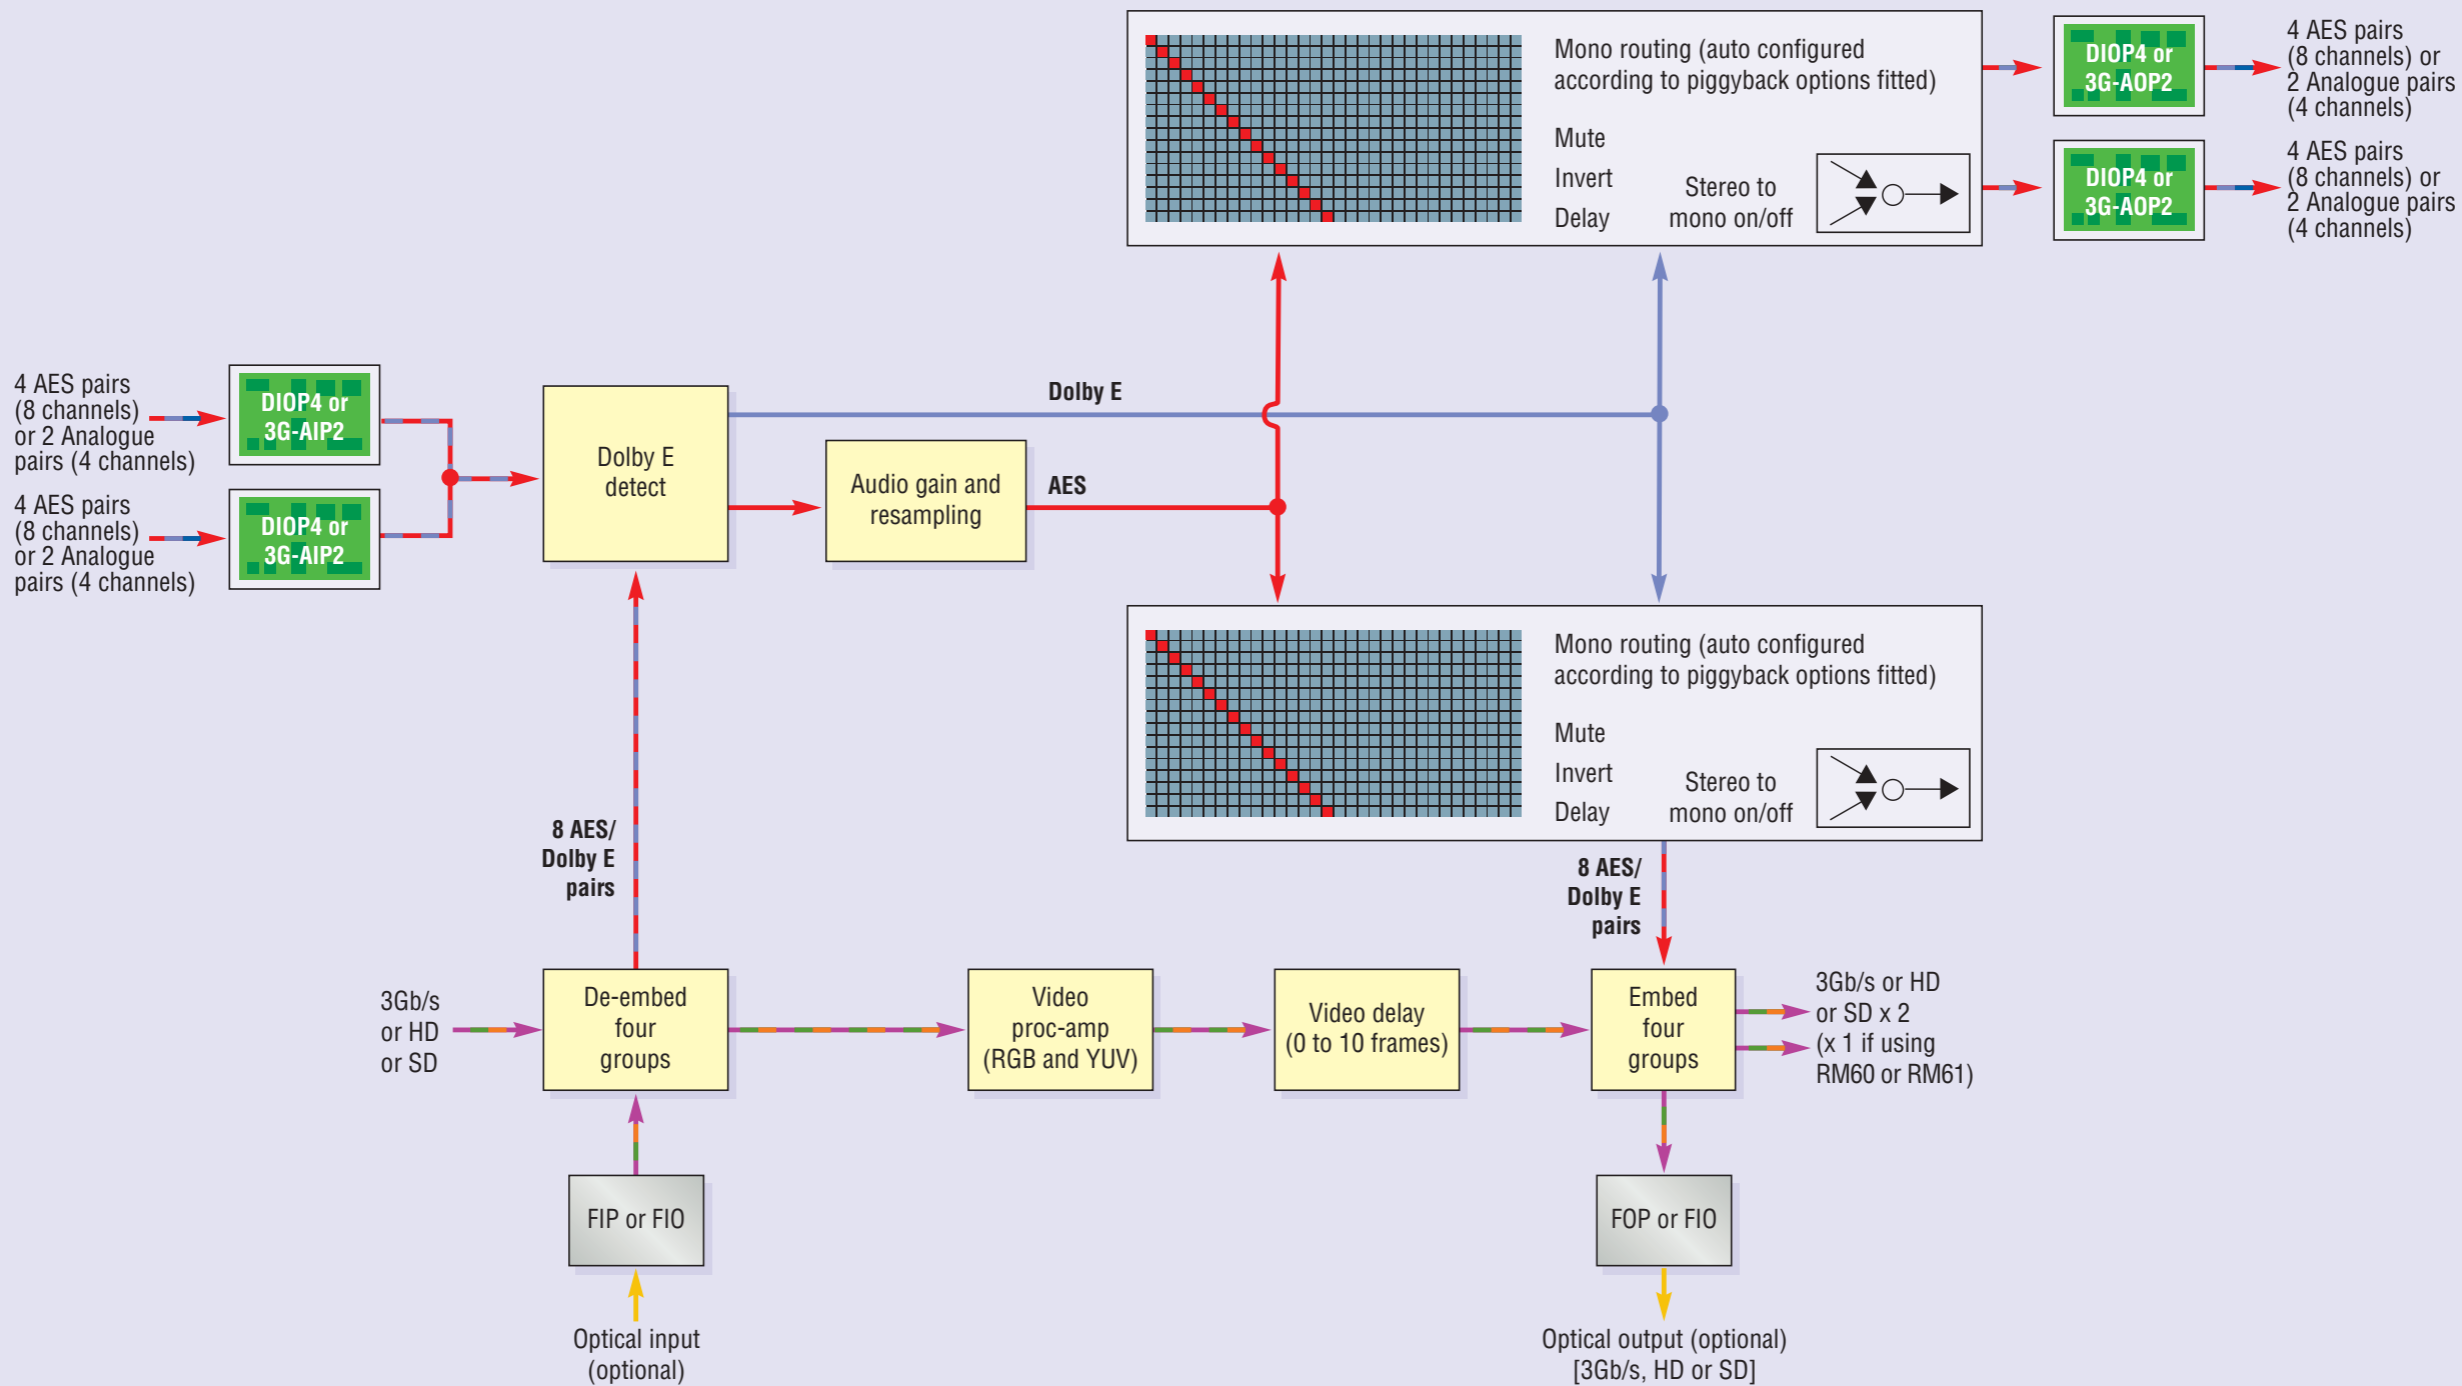 Mono routing (auto configured
according to piggyback options fitted)
Mute
Invert
Delay
Stereo to
mono on/off
DIOP4 or
3G-AOP2
4 AES pairs
(8 channels) or
2 Analogue pairs
(4 channels)
DIOP4 or
3G-AOP2
4 AES pairs
(8 channels) or
2 Analogue pairs
(4 channels)
4 AES pairs
(8 channels)
or 2 Analogue
pairs (4 channels)
DIOP4 or
3G-AIP2
4 AES pairs
(8 channels)
or 2 Analogue
pairs (4 channels)
DIOP4 or
3G-AIP2
Dolby E
detect
Dolby E
Audio gain and
resampling
AES
Mono routing (auto configured
according to piggyback options fitted)
Mute
Invert
Delay
Stereo to
mono on/off
8 AES/
Dolby E
pairs
8 AES/
Dolby E
pairs
3Gb/s
or HD
or SD
De-embed
four
groups
Video
proc-amp
(RGB and YUV)
Video delay
(0 to 10 frames)
Embed
four
groups
3Gb/s or HD
or SD x 2
(x 1 if using
RM60 or RM61)
FIP or FIO
FOP or FIO
Optical input
(optional)
Optical output (optional)
[3Gb/s, HD or SD]